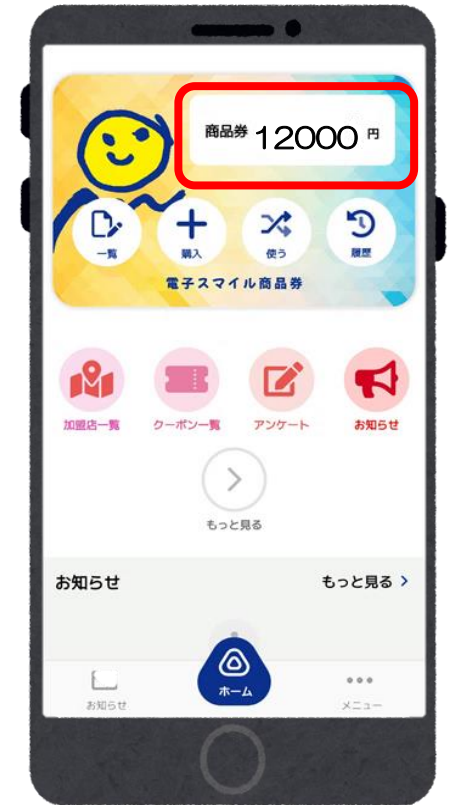 商品券 12000 円
一覧 購入 使う 履歴
電子スマイル商品券
加盟店一覧 クーポン一覧 アンケート お知らせ
もっと見る
お知らせ もっと見る
ホーム
お知らせ メニュー